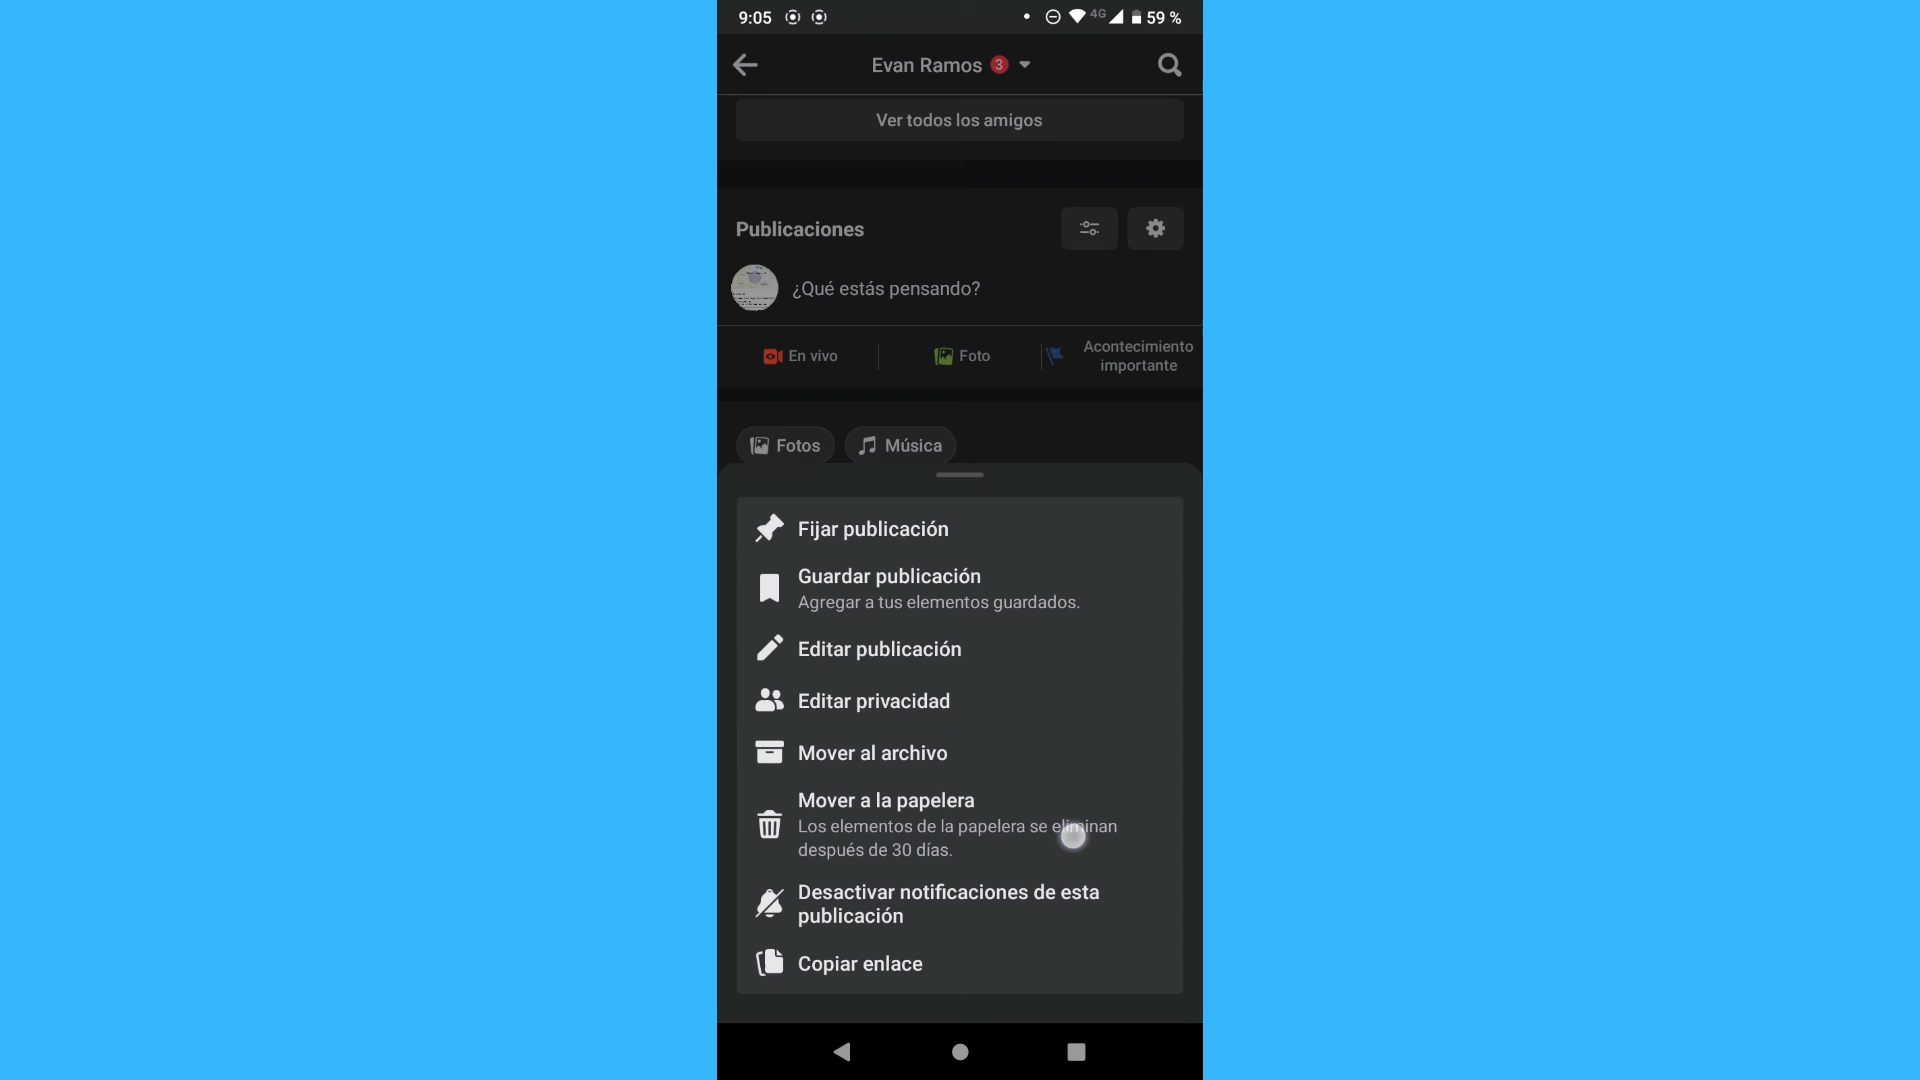 9:05 4G 59 %
Evan Ramos 3
Ver todos los amigos
Publicaciones
¿Qué estás pensando?
En vivo
Foto
Acontecimiento
importante
Fotos
Música
Fijar publicación
Guardar publicación
Agregar a tus elementos guardados.
Editar publicación
Editar privacidad
Mover al archivo
Mover a la papelera
Los elementos de la papelera se eliminan
después de 30 días.
Desactivar notificaciones de esta
publicación
Copiar enlace